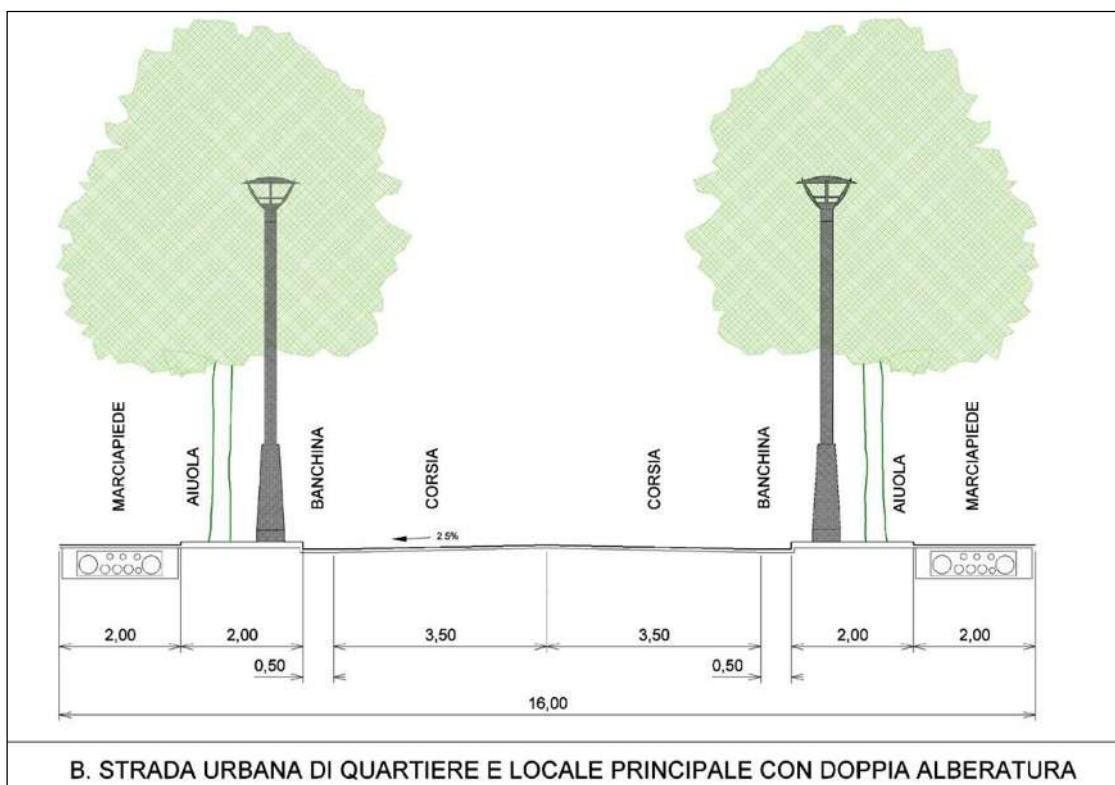 MARCIAPIEDE
AIUOLA
BANCHINA
CORSIA
CORSIA
BANCHINA
AIUOLA
MARCIAPIEDE
2.5%
2,00
2,00
3,50
3,50
2,00
2,00
0,50
0,50
16,00
B. STRADA URBANA DI QUARTIERE E LOCALE PRINCIPALE CON DOPPIA ALBERATURA